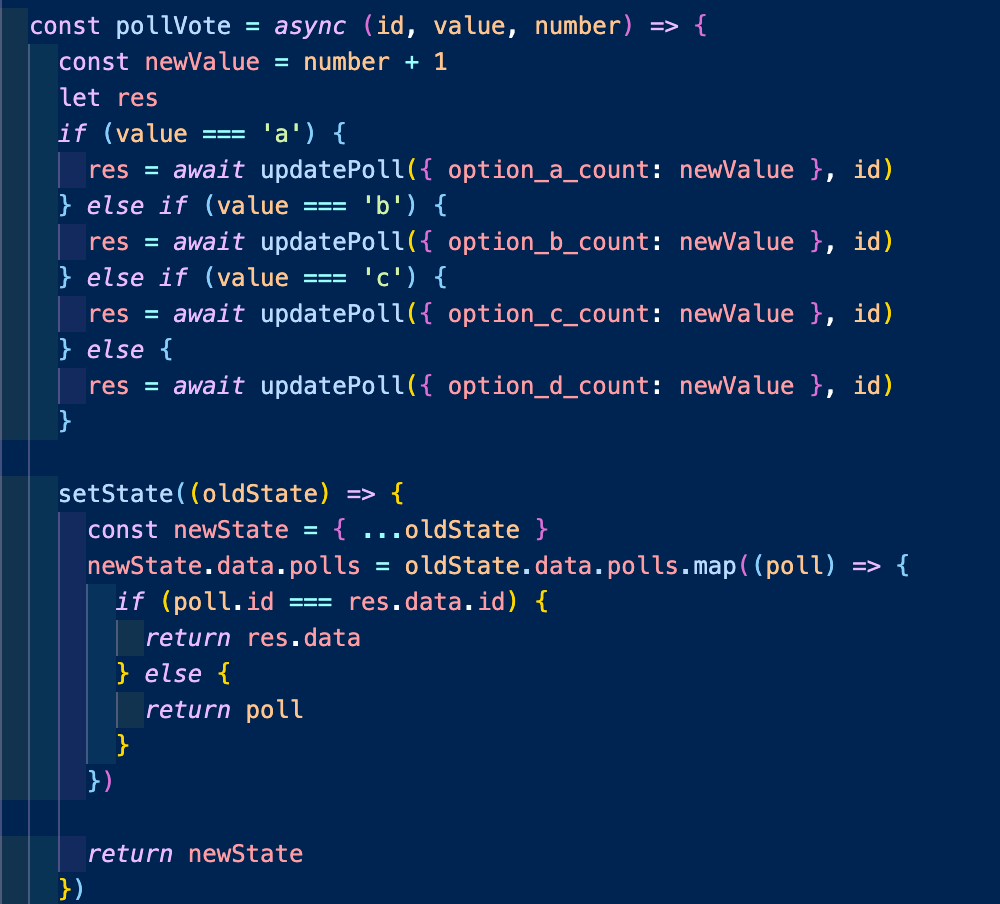 const pollVote = async (id, value, number) => {
  const newValue = number + 1
  let res
  if (value === 'a') {
    res = await updatePoll({ option_a_count: newValue }, id)
  } else if (value === 'b') {
    res = await updatePoll({ option_b_count: newValue }, id)
  } else if (value === 'c') {
    res = await updatePoll({ option_c_count: newValue }, id)
  } else {
    res = await updatePoll({ option_d_count: newValue }, id)
  }

  setState((oldState) => {
    const newState = { ...oldState }
    newState.data.polls = oldState.data.polls.map((poll) => {
      if (poll.id === res.data.id) {
        return res.data
      } else {
        return poll
      }
    })

    return newState
  })